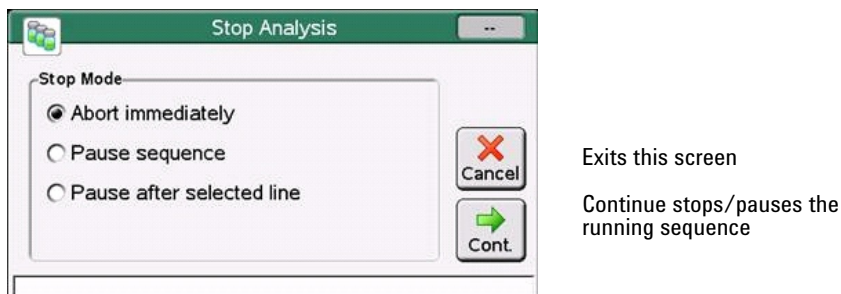 Stop Analysis
--
Stop Mode
Abort immediately
Pause sequence
Pause after selected line
Cancel
Cont.
Exits this screen
Continue stops/pauses the
running sequence